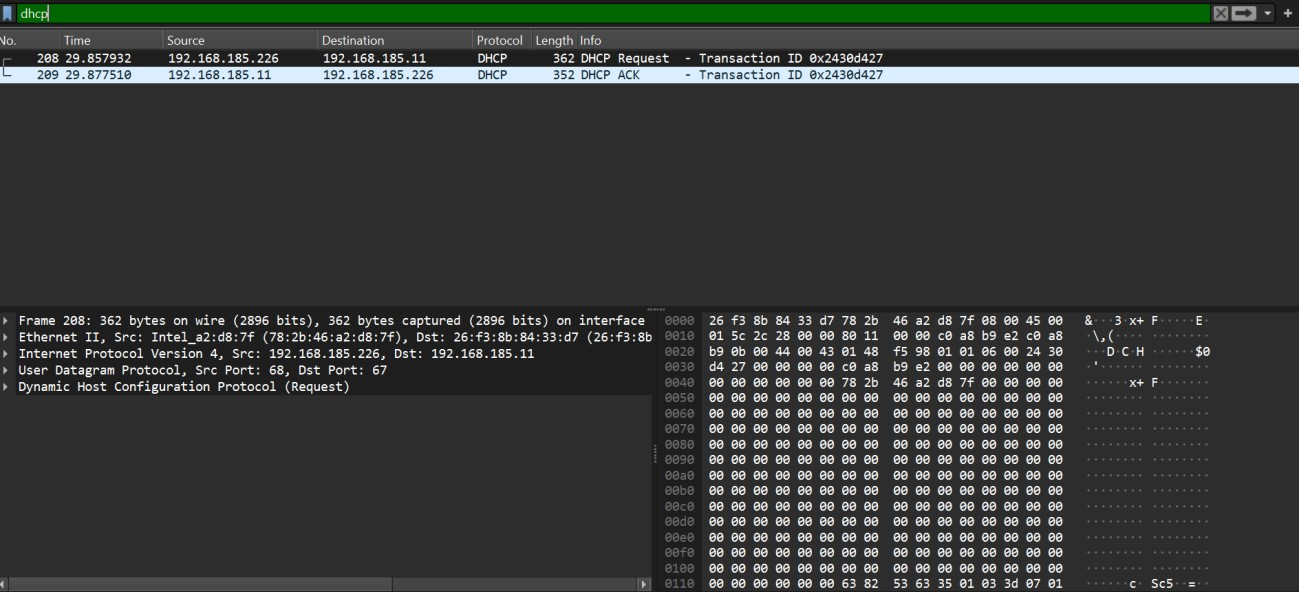 dhcp
No. Time Source Destination Protocol Length Info
208 29.857932 192.168.185.226 192.168.185.11 DHCP 362 DHCP Request - Transaction ID 0x2430d427
209 29.877510 192.168.185.11 192.168.185.226 DHCP 352 DHCP ACK - Transaction ID 0x2430d427
Frame 208: 362 bytes on wire (2896 bits), 362 bytes captured (2896 bits) on interface
Ethernet II, Src: Intel_a2:d8:7f (78:2b:46:a2:d8:7f), Dst: 26:f3:8b:84:33:d7 (26:f3:8b
Internet Protocol Version 4, Src: 192.168.185.226, Dst: 192.168.185.11
User Datagram Protocol, Src Port: 68, Dst Port: 67
Dynamic Host Configuration Protocol (Request)
0000 26 f3 8b 84 33 d7 78 2b 46 a2 d8 7f 08 00 45 00 &···3·x+ F·····E·
0010 01 5c 2c 28 00 00 80 11 00 00 c0 a8 b9 e2 c0 a8 ·\,(···· ········
0020 b9 0b 00 44 00 43 01 48 f5 98 01 01 06 00 24 30 ···D·C·H ······$0
0030 d4 27 00 00 00 00 c0 a8 b9 e2 00 00 00 00 00 00 ·'······ ········
0040 00 00 00 00 00 00 78 2b 46 a2 d8 7f 00 00 00 00 ······x+ F·······
0050 00 00 00 00 00 00 00 00 00 00 00 00 00 00 00 00 ········ ········
0060 00 00 00 00 00 00 00 00 00 00 00 00 00 00 00 00 ········ ········
0070 00 00 00 00 00 00 00 00 00 00 00 00 00 00 00 00 ········ ········
0080 00 00 00 00 00 00 00 00 00 00 00 00 00 00 00 00 ········ ········
0090 00 00 00 00 00 00 00 00 00 00 00 00 00 00 00 00 ········ ········
00a0 00 00 00 00 00 00 00 00 00 00 00 00 00 00 00 00 ········ ········
00b0 00 00 00 00 00 00 00 00 00 00 00 00 00 00 00 00 ········ ········
00c0 00 00 00 00 00 00 00 00 00 00 00 00 00 00 00 00 ········ ········
00d0 00 00 00 00 00 00 00 00 00 00 00 00 00 00 00 00 ········ ········
00e0 00 00 00 00 00 00 00 00 00 00 00 00 00 00 00 00 ········ ········
00f0 00 00 00 00 00 00 00 00 00 00 00 00 00 00 00 00 ········ ········
0100 00 00 00 00 00 00 00 00 00 00 00 00 00 00 00 00 ········ ········
0110 00 00 00 00 00 00 63 82 53 63 35 01 03 3d 07 01 ······c· Sc5··=··